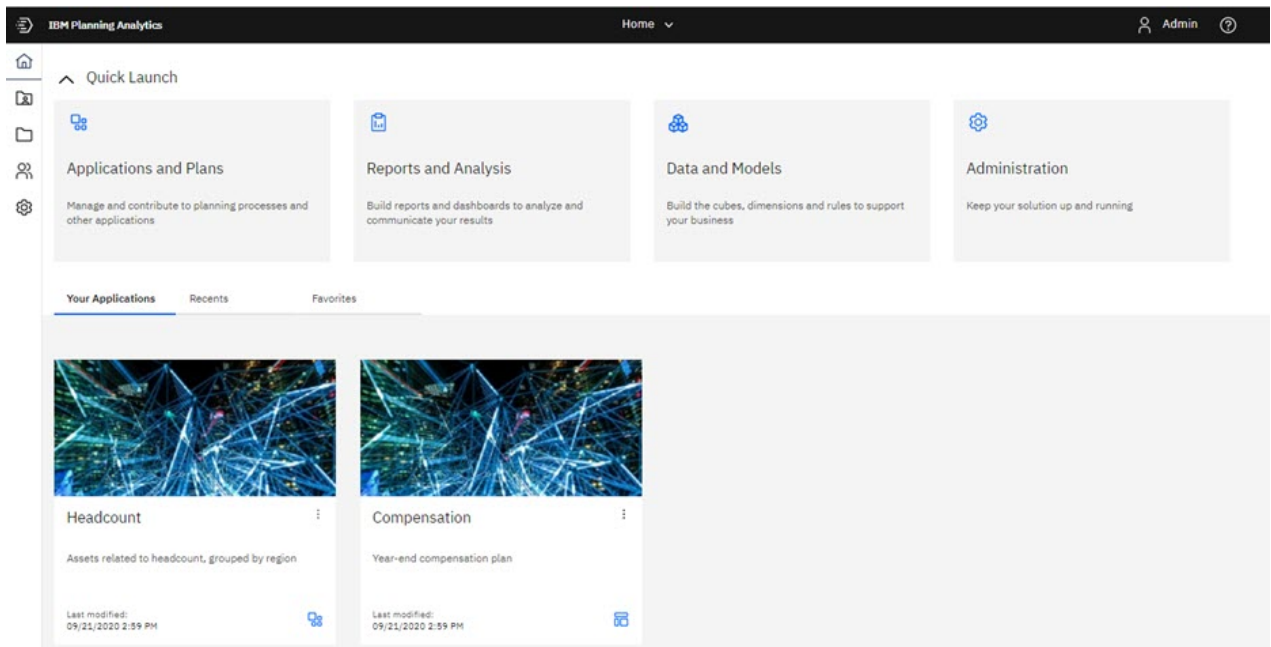 IBM Planning Analytics
Home
Admin
Quick Launch
Applications and Plans
Manage and contribute to planning processes and
other applications
Reports and Analysis
Build reports and dashboards to analyze and
communicate your results
Data and Models
Build the cubes, dimensions and rules to support
your business
Administration
Keep your solution up and running
Your Applications
Recents
Favorites
Headcount
Assets related to headcount, grouped by region
Last modified:
09/21/2020 2:59 PM
Compensation
Year-end compensation plan
Last modified:
09/21/2020 2:59 PM